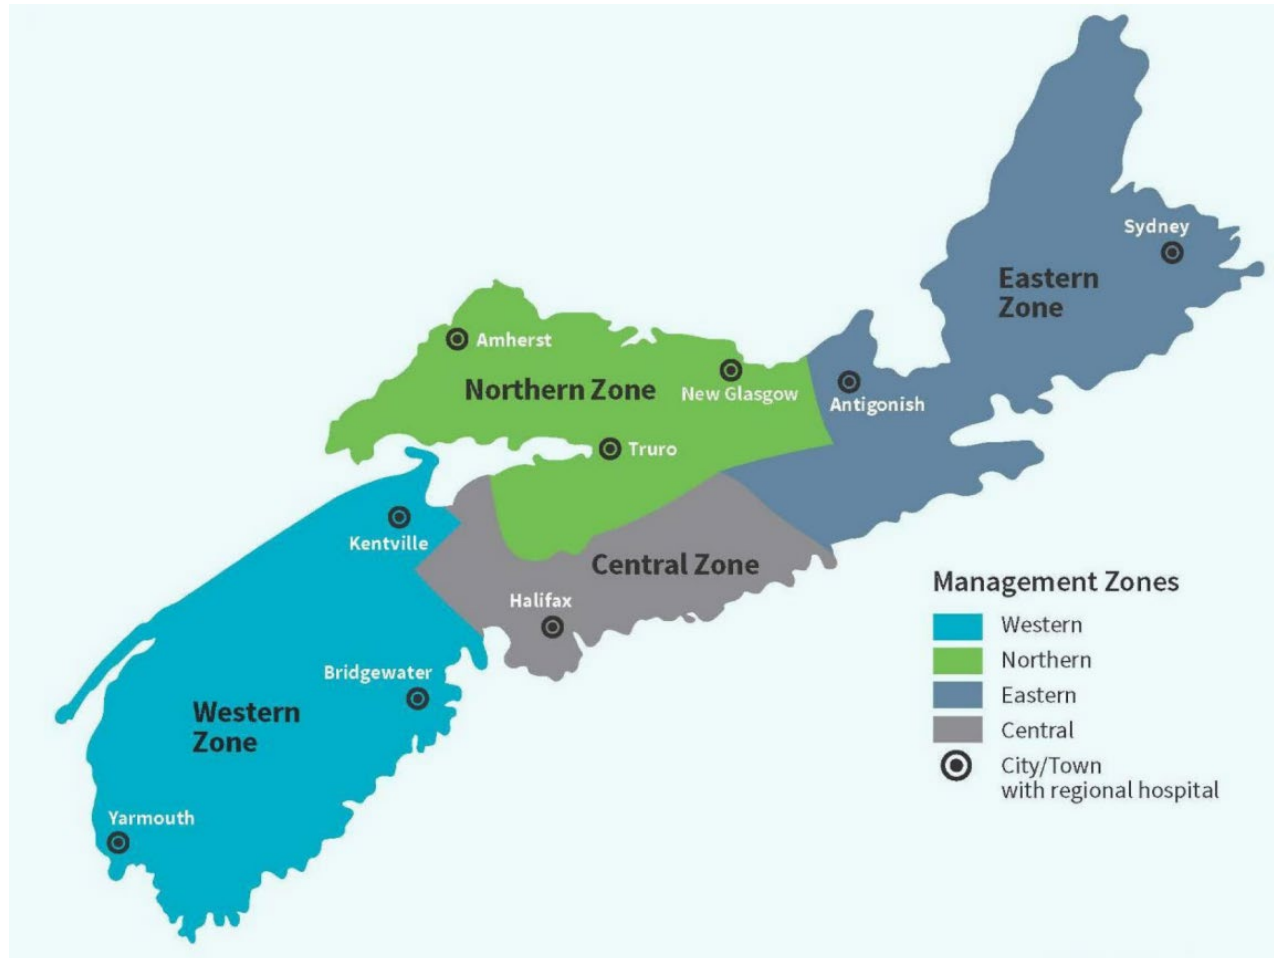 Sydney
Eastern
Zone
Amherst
Northern Zone
New Glasgow
Antigonish
Truro
Kentville
Central Zone
Halifax
Bridgewater
Western
Zone
Yarmouth
Management Zones
Western
Northern
Eastern
Central
City/Town
with regional hospital